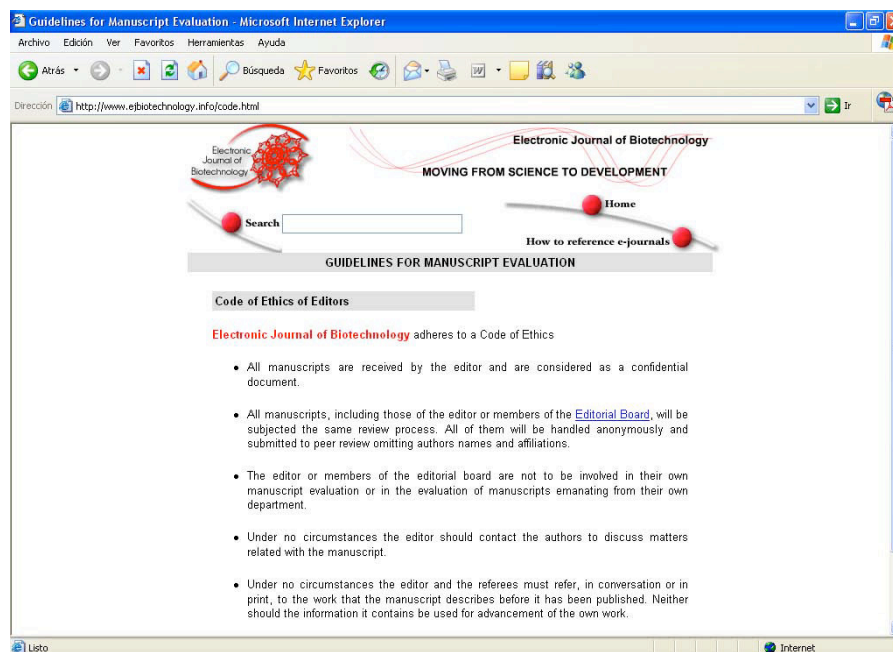 Guidelines for Manuscript Evaluation - Microsoft Internet Explorer
Archivo Edición Ver Favoritos Herramientas Ayuda
Atrás Búsqueda Favoritos
Dirección http://www.ejbiotechnology.info/code.html Ir
Electronic
Journal of
Biotechnology
Electronic Journal of Biotechnology
MOVING FROM SCIENCE TO DEVELOPMENT
Home
Search
How to reference e-journals
GUIDELINES FOR MANUSCRIPT EVALUATION
Code of Ethics of Editors
Electronic Journal of Biotechnology adheres to a Code of Ethics
• All manuscripts are received by the editor and are considered as a confidential
document.
• All manuscripts, including those of the editor or members of the Editorial Board, will be
subjected the same review process. All of them will be handled anonymously and
submitted to peer review omitting authors names and affiliations.
• The editor or members of the editorial board are not to be involved in their own
manuscript evaluation or in the evaluation of manuscripts emanating from their own
department.
• Under no circumstances the editor should contact the authors to discuss matters
related with the manuscript.
• Under no circumstances the editor and the referees must refer, in conversation or in
print, to the work that the manuscript describes before it has been published. Neither
should the information it contains be used for advancement of the own work.
Listo Internet